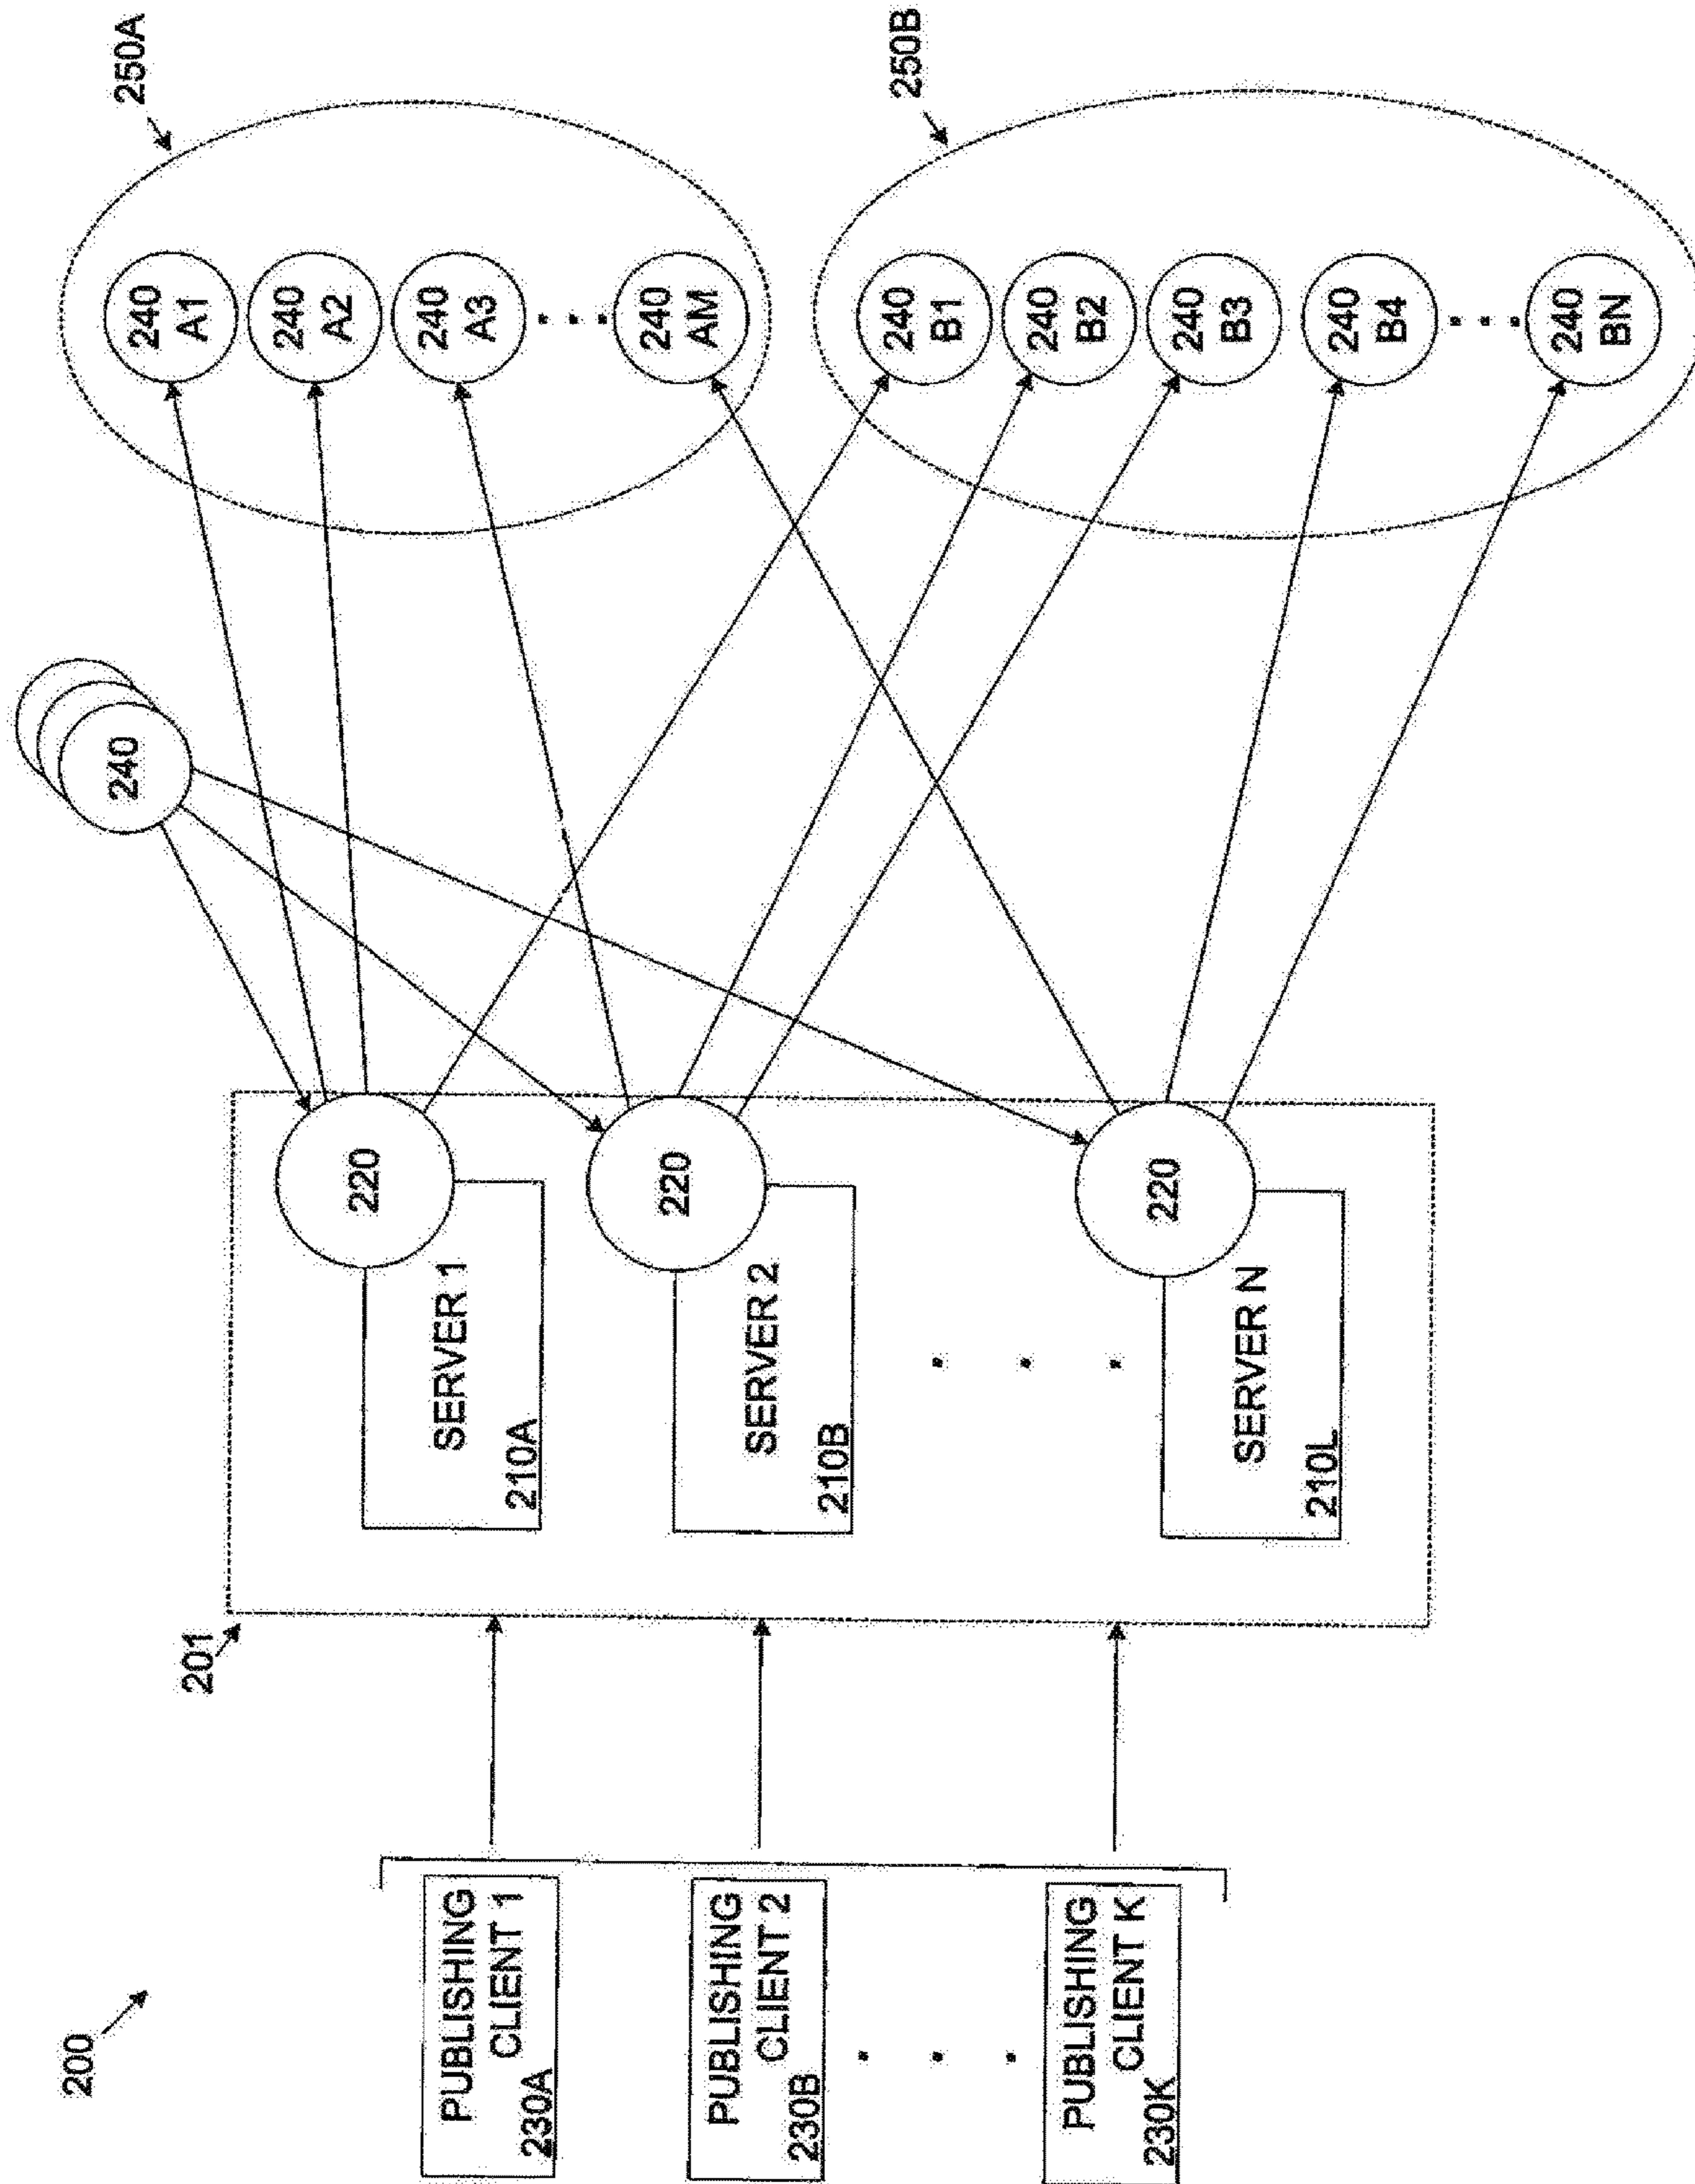 200
201
PUBLISHING
CLIENT 1
230A
PUBLISHING
CLIENT 2
230B
PUBLISHING
CLIENT K
230K
SERVER 1
210A
220
SERVER 2
210B
220
SERVER N
210L
220
240
250A
240
A1
240
A2
240
A3
240
AM
250B
240
B1
240
B2
240
B3
240
B4
240
BN